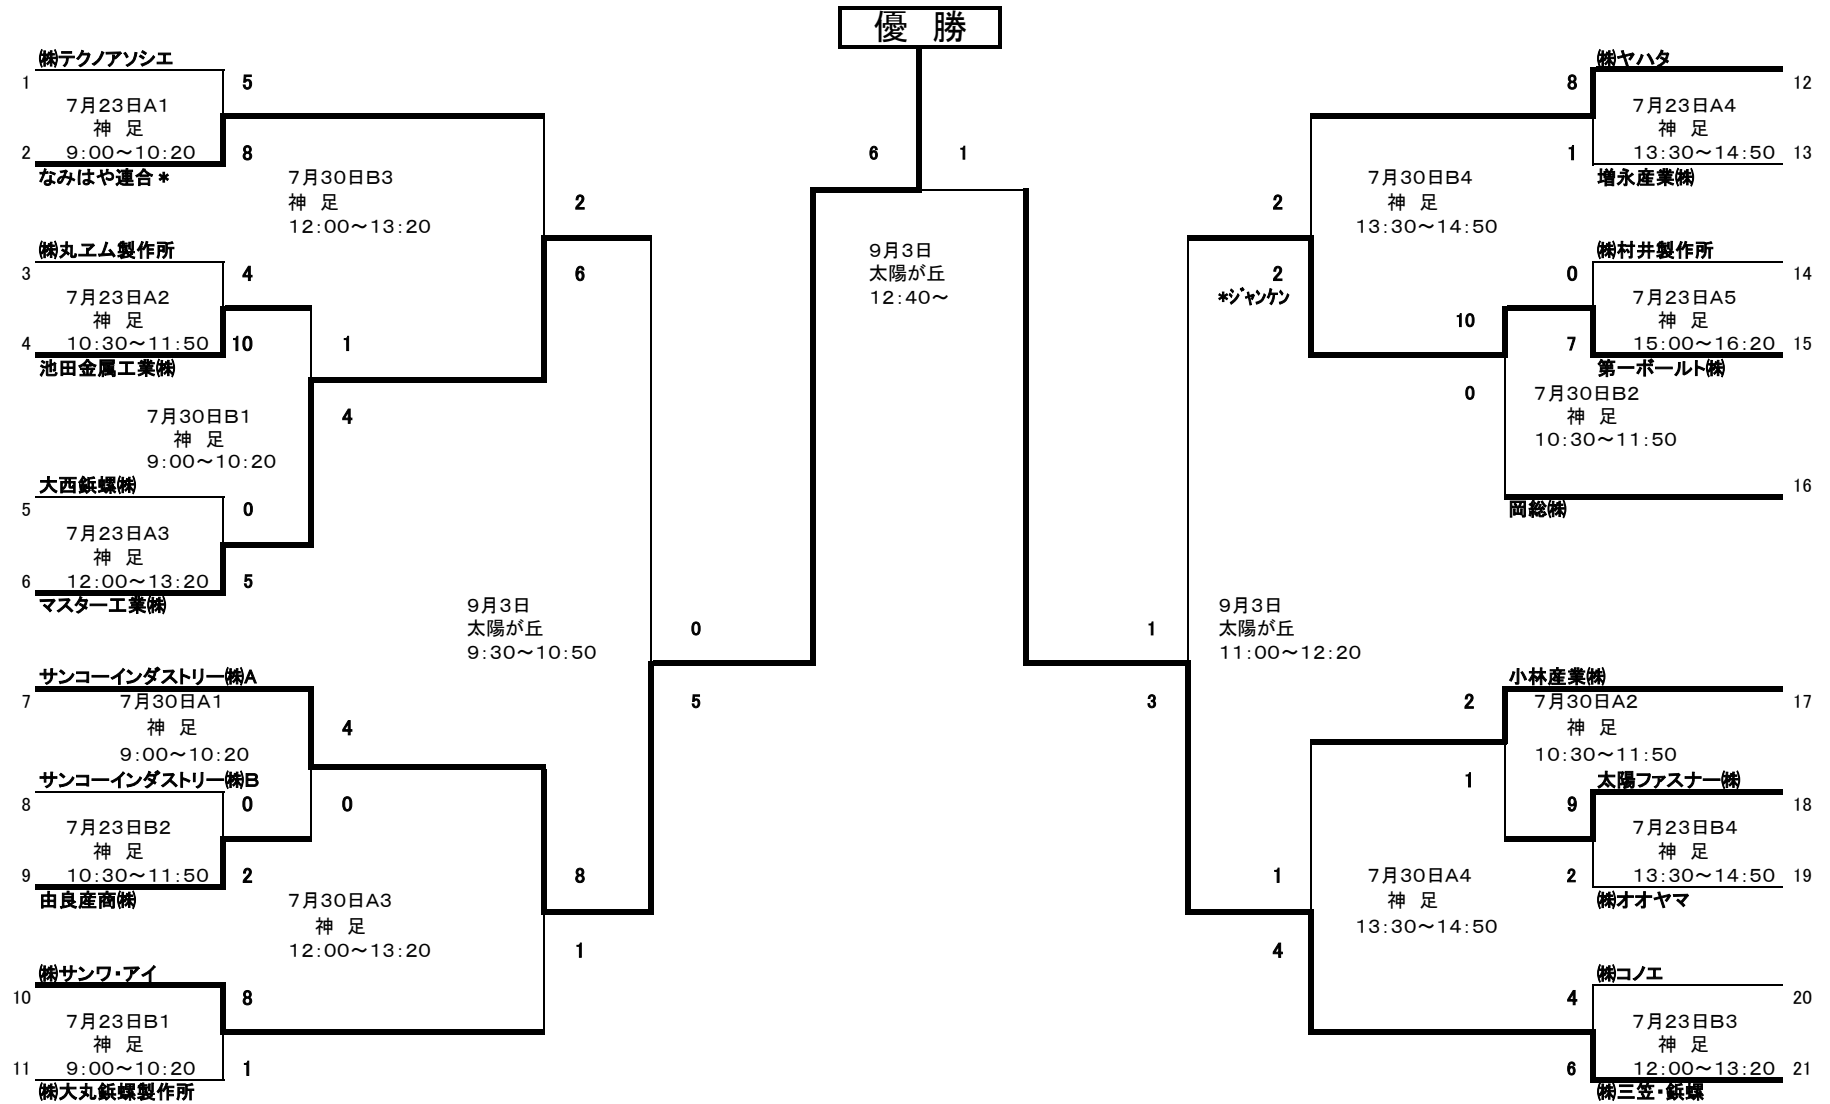 優　勝
㈱テクノアソシエ
1
5
7月23日A1
神　足
2
9:00～10:20
8
なみはや連合＊
7月30日B3
神　足
12:00～13:20
2
6
㈱丸ヱム製作所
3
4
7月23日A2
神　足
4
10:30～11:50
10
池田金属工業㈱
1
4
7月30日B1
神　足
9:00～10:20
大西鋲螺㈱
5
0
7月23日A3
神　足
6
12:00～13:20
5
マスター工業㈱
9月3日
太陽が丘
9:30～10:50
0
5
サンコーインダストリー㈱A
7
7月30日A1
神　足
9:00～10:20
4
0
サンコーインダストリー㈱B
8
0
7月23日B2
神　足
9
10:30～11:50
2
由良産商㈱
7月30日A3
神　足
12:00～13:20
8
1
㈱サンワ・アイ
10
8
7月23日B1
神　足
11
9:00～10:20
1
㈱大丸鋲螺製作所
6
1
9月3日
太陽が丘
12:40～
㈱ヤハタ
8
12
7月23日A4
神　足
1
13:30～14:50
13
増永産業㈱
7月30日B4
神　足
13:30～14:50
2
2
＊ジャンケン
㈱村井製作所
0
14
7月23日A5
神　足
7
15:00～16:20
15
第一ボールト㈱
10
0
7月30日B2
神　足
10:30～11:50
16
岡総㈱
9月3日
太陽が丘
11:00～12:20
1
3
小林産業㈱
2
17
7月30日A2
神　足
10:30～11:50
1
太陽ファスナー㈱
9
18
7月23日B4
神　足
2
13:30～14:50
19
㈱オオヤマ
7月30日A4
神　足
13:30～14:50
1
4
㈱コノエ
4
20
7月23日B3
神　足
6
12:00～13:20
21
㈱三笠・鋲螺